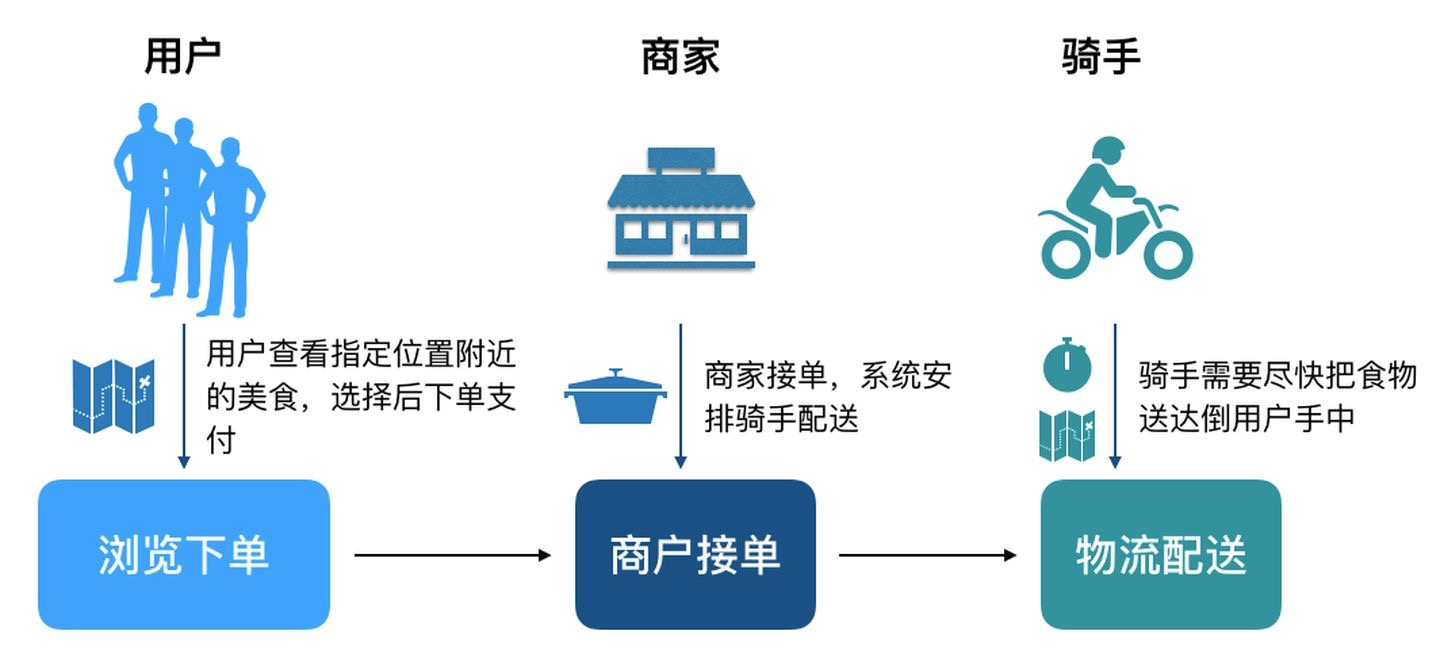 用户
商家
骑手
用户查看指定位置附近
的美食，选择后下单支
付
商家接单，系统安
排骑手配送
骑手需要尽快把食物
送达倒用户手中
浏览下单
商户接单
物流配送